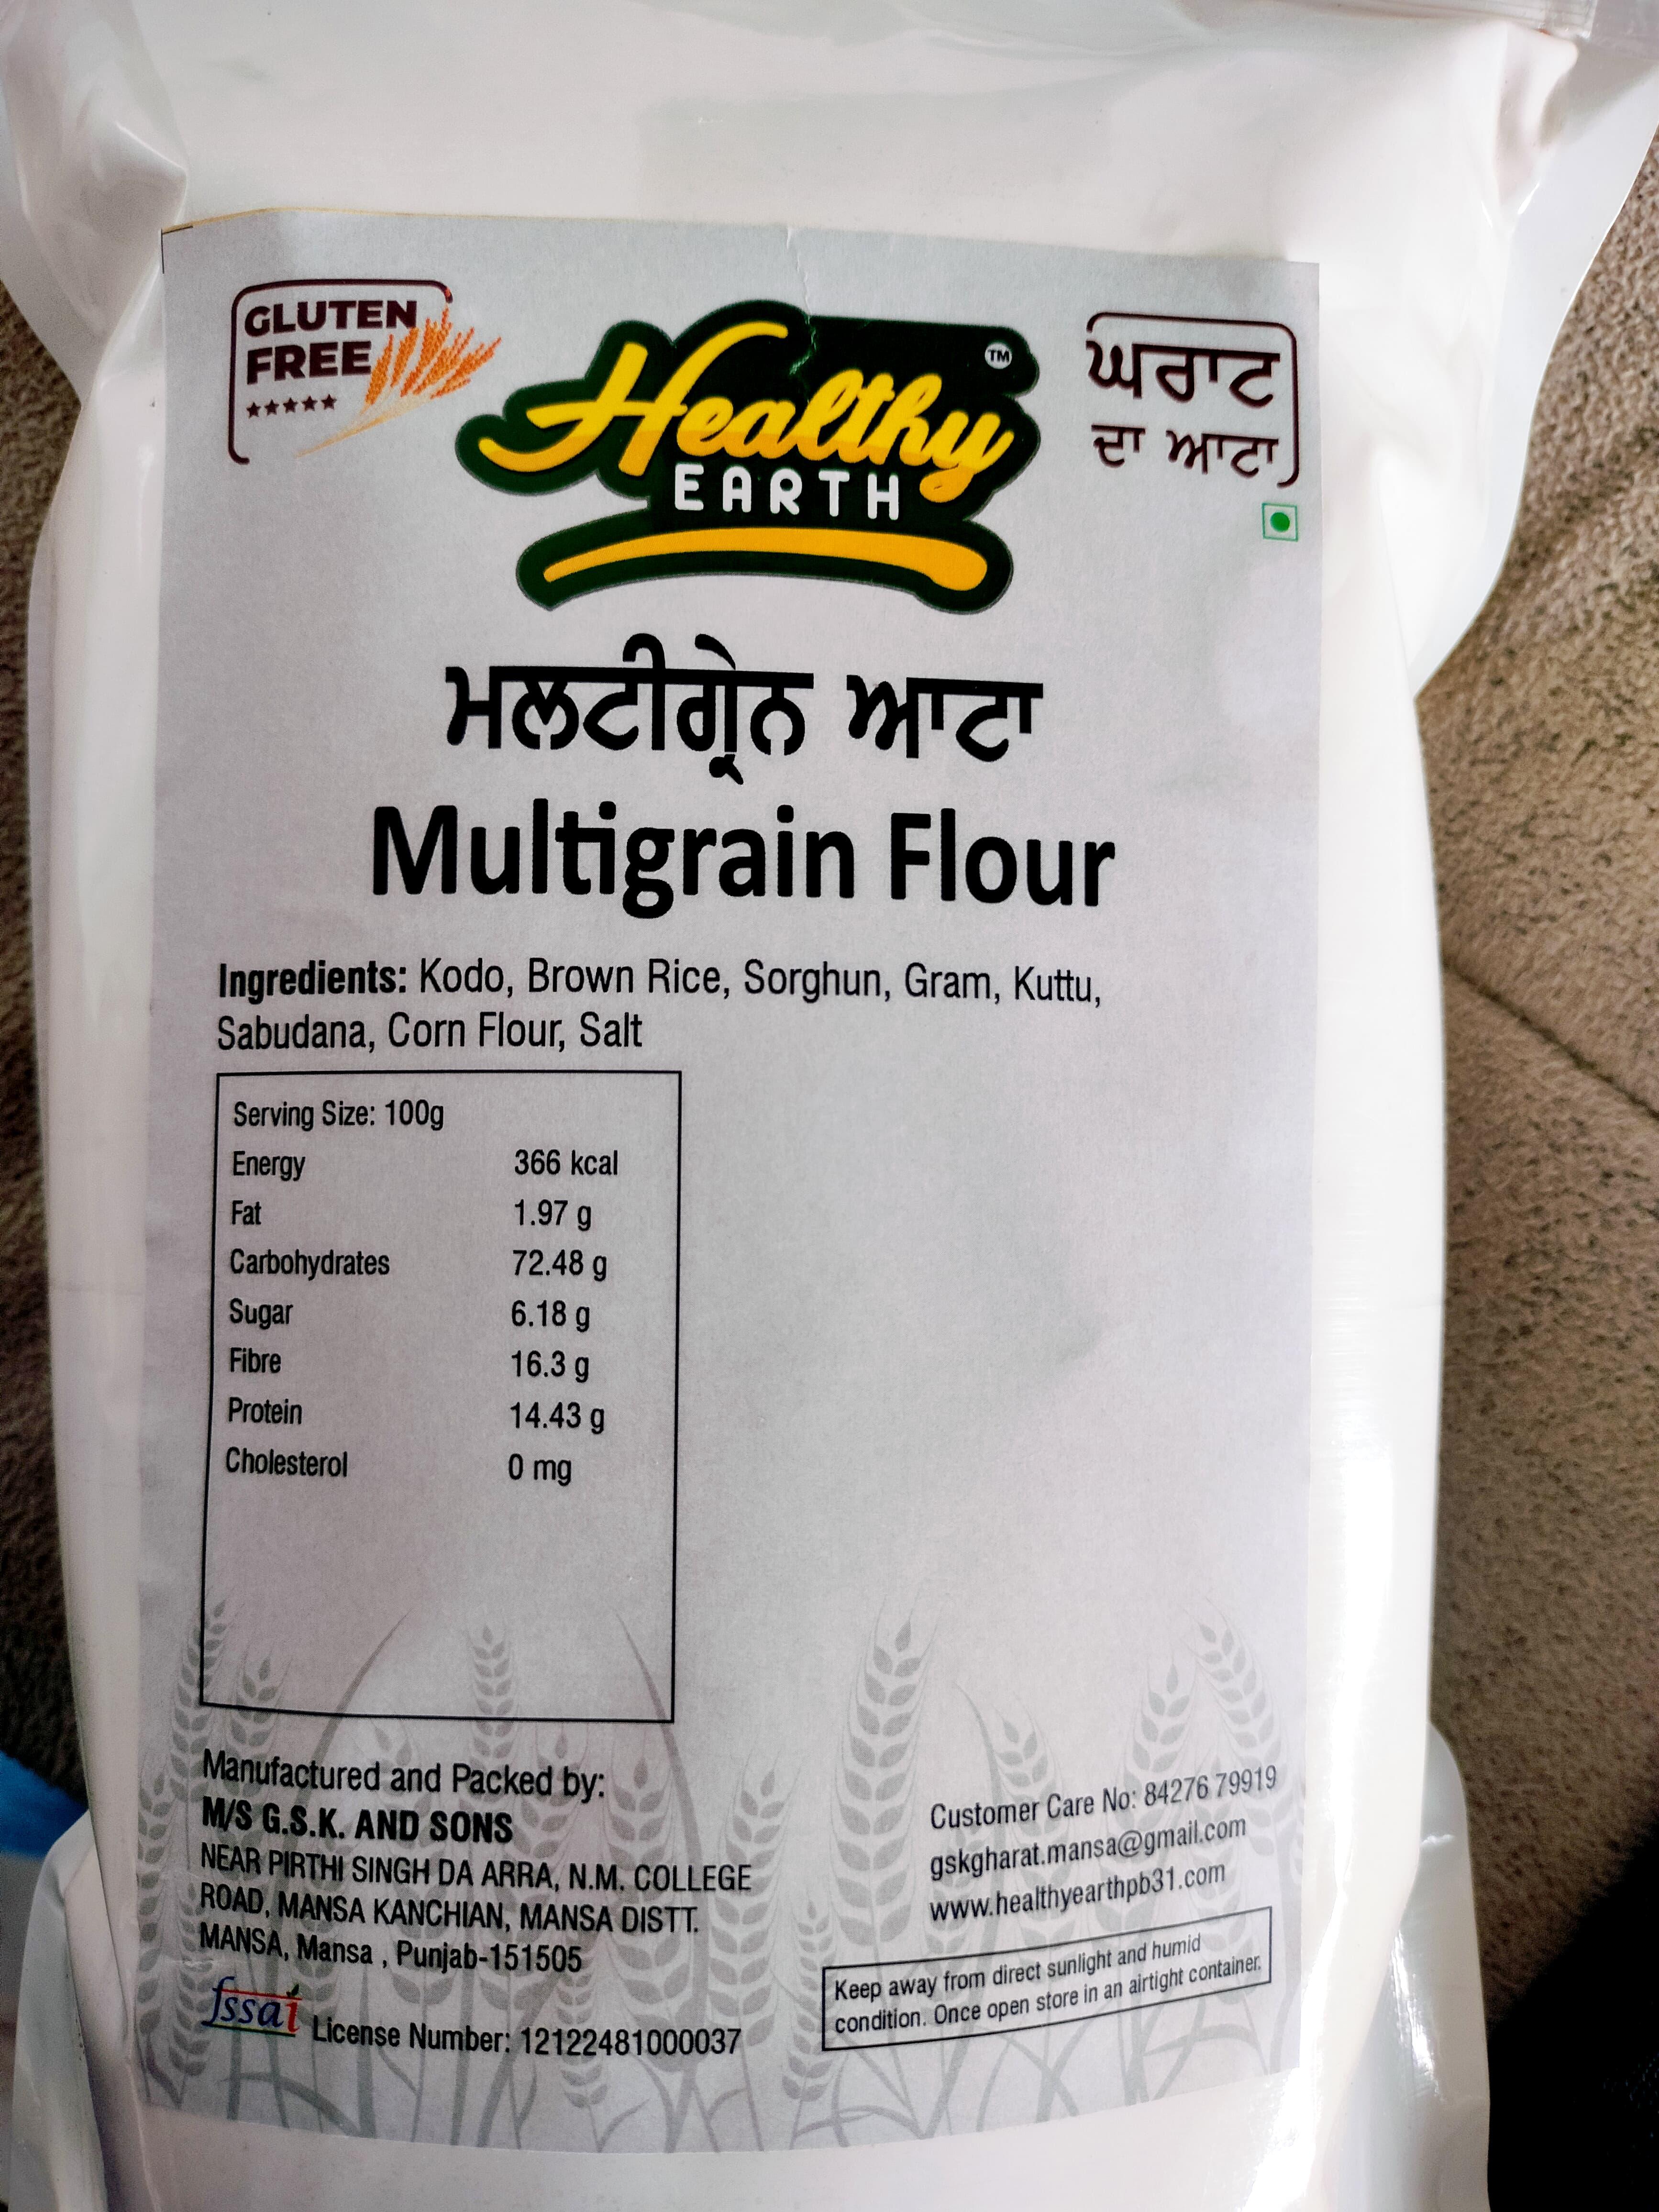 GLUTEN
FREE
Healthy
EARTH
TM
ਘਰਾਟ
ਦਾ ਆਟਾ
ਮਲਟੀਗ੍ਰੇਨ ਆਟਾ
Multigrain Flour
Ingredients: Kodo, Brown Rice, Sorghun, Gram, Kuttu,
Sabudana, Corn Flour, Salt
Serving Size: 100g
Energy 366 kcal
Fat 1.97 g
Carbohydrates 72.48 g
Sugar 6.18 g
Fibre 16.3 g
Protein 14.43 g
Cholesterol 0 mg
Manufactured and Packed by:
M/S G.S.K. AND SONS
NEAR PIRTHI SINGH DA ARRA, N.M. COLLEGE
ROAD, MANSA KANCHIAN, MANSA DISTT.
MANSA, Mansa , Punjab-151505
fssai License Number: 12122481000037
Customer Care No: 84276 79919
gskgharat.mansa@gmail.com
www.healthyearthpb31.com
Keep away from direct sunlight and humid
condition. Once open store in an airtight container.